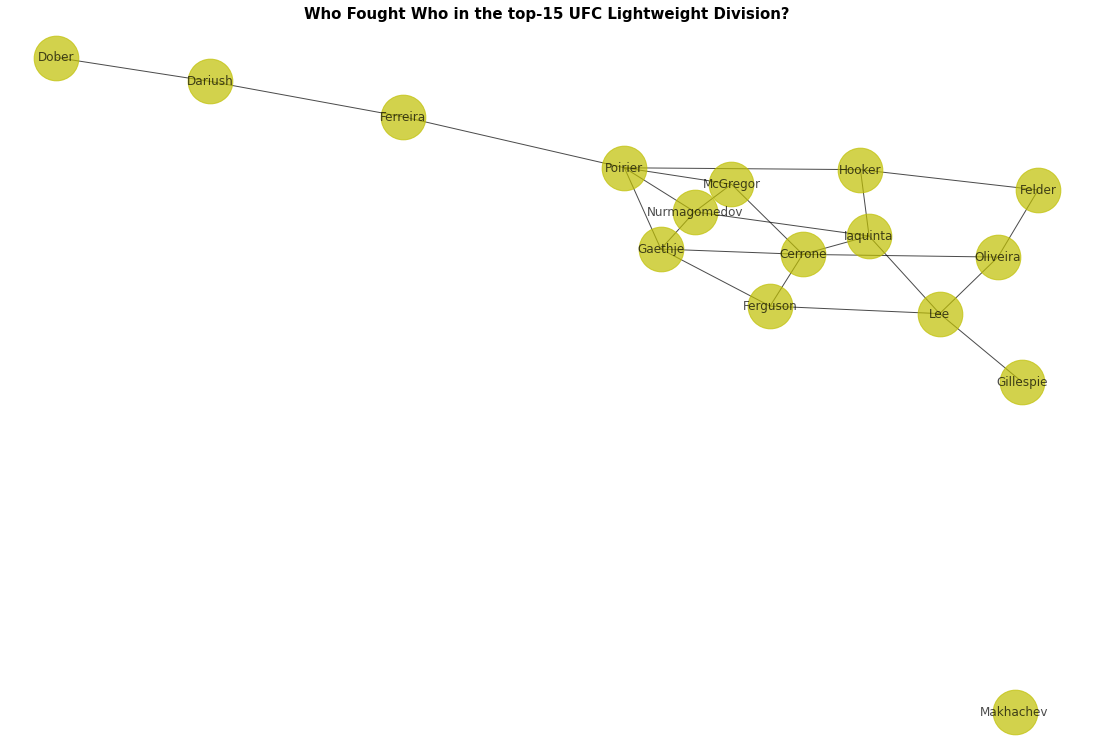 Who Fought Who in the top-15 UFC Lightweight Division?
Dober
Dariush
Ferreira
Poirier
Hooker
McGregor
Felder
Nurmagomedov
Iaquinta
Gaethje
Cerrone
Oliveira
Ferguson
Lee
Gillespie
Makhachev